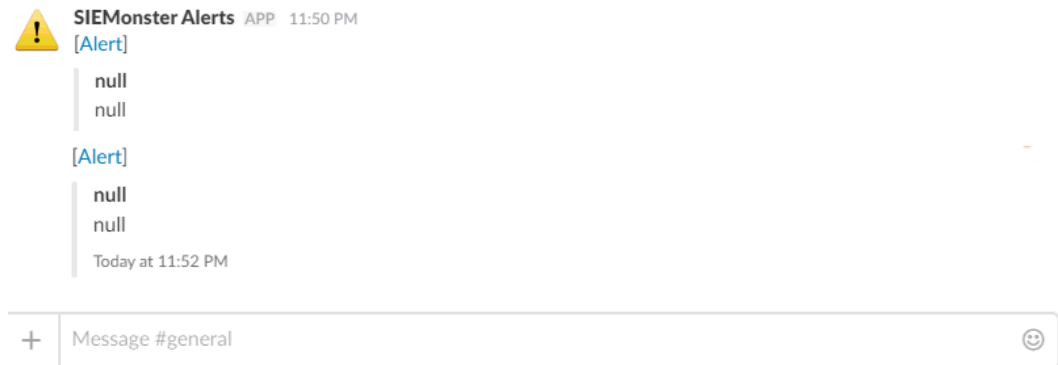 SIEMonster Alerts APP 11:50 PM
[Alert]
null
null
[Alert]
null
null
Today at 11:52 PM
Message #general